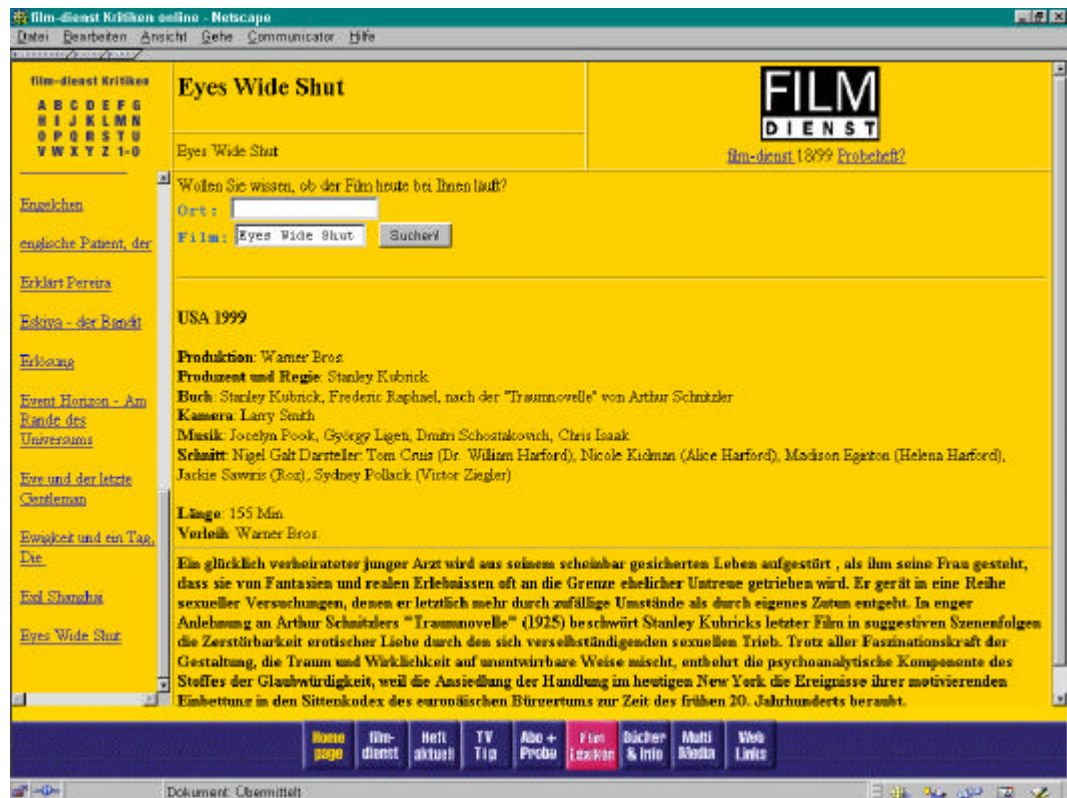 film-dienst Kritiken online - Netscape
Datei Bearbeiten Ansicht Gehe Communicator Hilfe
film-dienst Kritiken
A B C D E F G
H I J K L M N
O P Q R S T U
V W X Y Z 1-0
Engelchen
englische Patient, der
Erklärt Pereira
Eskiya - der Bandit
Erlösung
Event Horizon - Am
Rande des
Universums
Eve und der letzte
Gentleman
Ewigkeit und ein Tag,
Die
Exil Shanghai
Eyes Wide Shut
Eyes Wide Shut
Eyes Wide Shut
FILM
DIENST
film-dienst 18/99 Probeheft?
Wollen Sie wissen, ob der Film heute bei Ihnen läuft?
Ort:
Film: Eyes Wide Shut Suchen!
USA 1999
Produktion: Warner Bros.
Produzent und Regie: Stanley Kubrick
Buch: Stanley Kubrick, Frederic Raphael, nach der "Traumnovelle" von Arthur Schnitzler
Kamera: Larry Smith
Musik: Jocelyn Pook, György Ligeti, Dmitri Schostakovich, Chris Isaak
Schnitt: Nigel Galt Darsteller: Tom Cruis (Dr. William Harford), Nicole Kidman (Alice Harford), Madison Eginton (Helena Harford),
Jackie Sawiris (Roz), Sydney Pollack (Victor Ziegler)
Länge: 155 Min.
Verleih: Warner Bros.
Ein glücklich verheirateter junger Arzt wird aus seinem scheinbar gesicherten Leben aufgestört , als ihm seine Frau gesteht,
dass sie von Fantasien und realen Erlebnissen oft an die Grenze ehelicher Untreue getrieben wird. Er gerät in eine Reihe
sexueller Versuchungen, denen er letztlich mehr durch zufällige Umstände als durch eigenes Zutun entgeht. In enger
Anlehnung an Arthur Schnitzlers "Traumnovelle" (1925) beschwört Stanley Kubricks letzter Film in suggestiven Szenenfolgen
die Zerstörbarkeit erotischer Liebe durch den sich verselbständigenden sexuellen Trieb. Trotz aller Faszinationskraft der
Gestaltung, die Traum und Wirklichkeit auf unentwirrbare Weise mischt, entbehrt die psychoanalytische Komponente des
Stoffes der Glaubwürdigkeit, weil die Ansiedlung der Handlung im heutigen New York die Ereignisse ihrer motivierenden
Einbettung in den Sittenkodex des europäischen Bürgertums zur Zeit des frühen 20. Jahrhunderts beraubt.
Home page
film-dienst
Heft aktuell
TV Tip
Abo + Probe
Film Lexikon
Bücher & Info
Multi Media
Web Links
Dokument: Übermittelt